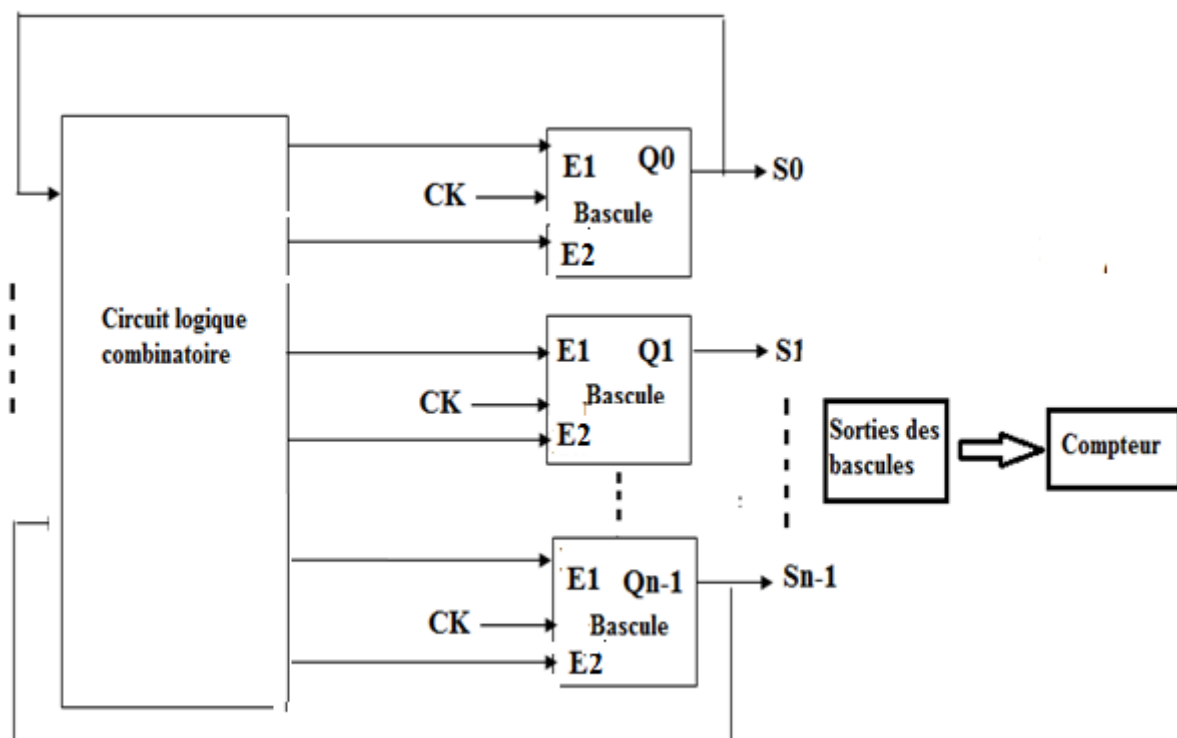 E1 Q0
S0
CK
Bascule
E2
Circuit logique
combinatoire
E1 Q1
S1
Bascule
CK
E2
Sorties des
bascules
Compteur
E1 Qn-1
Sn-1
CK
Bascule
E2